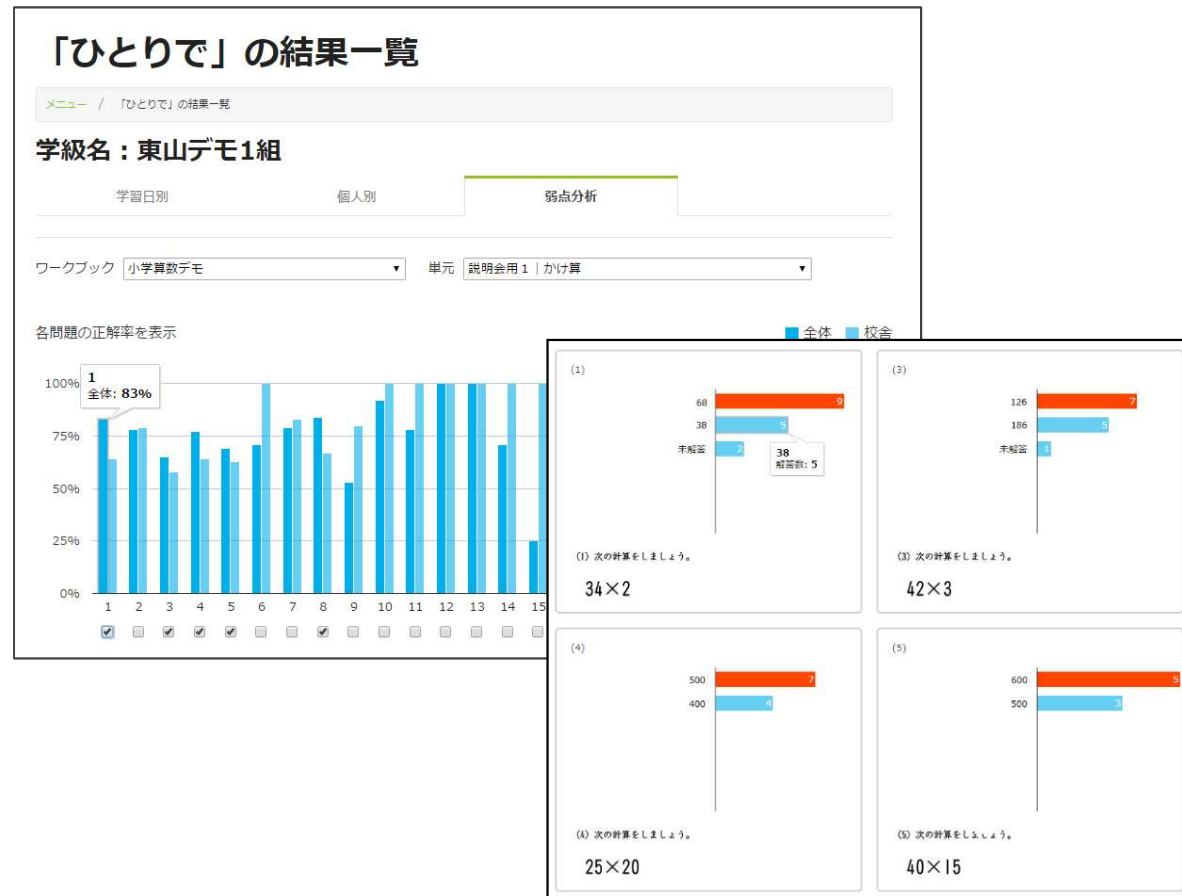 「ひとりで」の結果一覧
メニュー / 「ひとりで」の結果一覧
学級名：東山デモ1組
学習日別 個人別 弱点分析
ワークブック 小学算数デモ 単元 説明会用1｜かけ算
各問題の正解率を表示 全体 校舎
100%
75%
50%
25%
0%
1
全体: 83%
1 2 3 4 5 6 7 8 9 10 11 12 13 14 15
(1)
68 9
38 5
未解答 2
38
解答数: 5
(1) 次の計算をしましょう。
34×2
(3)
126 7
186 5
未解答 1
(3) 次の計算をしましょう。
42×3
(4)
500 7
400 4
(4) 次の計算をしましょう。
25×20
(5)
600 5
500 3
(5) 次の計算をしましょう。
40×15